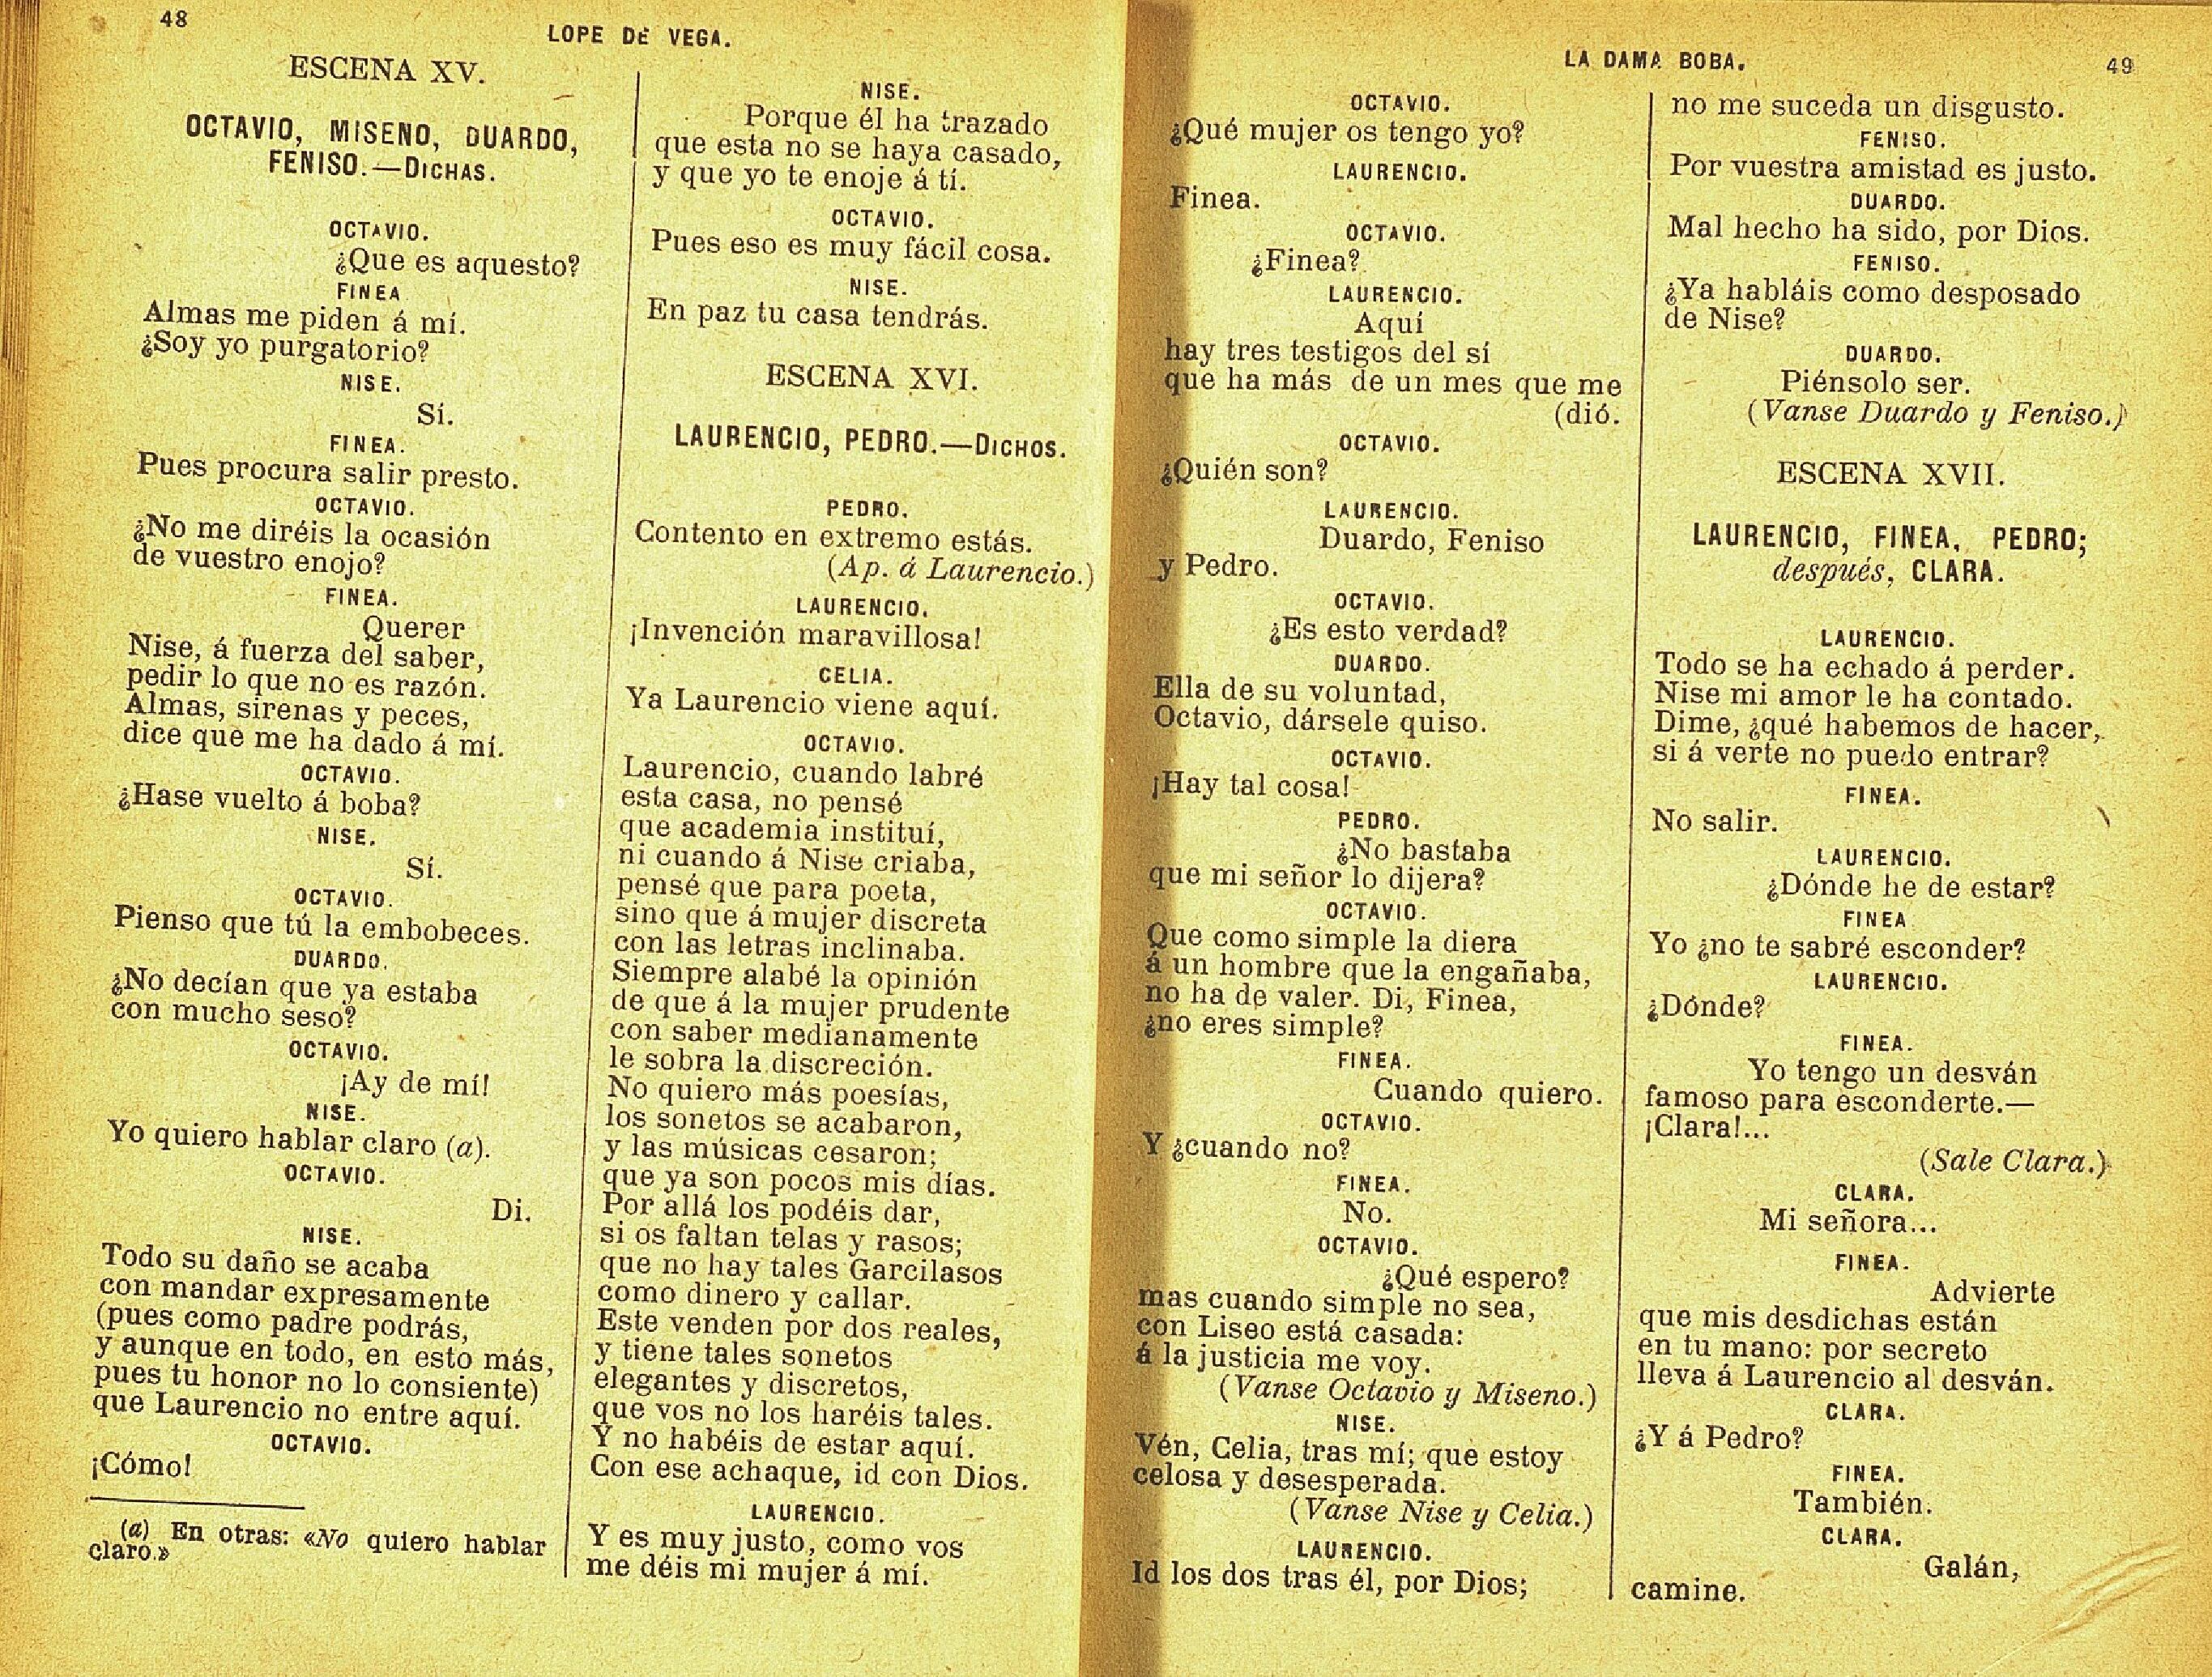 48
LOPE DE VEGA.
ESCENA XV.
OCTAVIO, MISENO, DUARDO,
FENISO.—DICHAS.
OCTAVIO.
¿Que es aquesto?
FINEA
Almas me piden á mí.
¿Soy yo purgatorio?
NISE.
Sí.
FINEA.
Pues procura salir presto.
OCTAVIO.
¿No me diréis la ocasión
de vuestro enojo?
FINEA.
Querer
Nise, á fuerza del saber,
pedir lo que no es razón.
Almas, sirenas y peces,
dice que me ha dado á mí.
OCTAVIO.
¿Hase vuelto á boba?
NISE.
Sí.
OCTAVIO.
Pienso que tú la embobeces.
DUARDO.
¿No decían que ya estaba
con mucho seso?
OCTAVIO.
¡Ay de mí!
NISE.
Yo quiero hablar claro (a).
OCTAVIO.
Di.
NISE.
Todo su daño se acaba
con mandar expresamente
(pues como padre podrás,
y aunque en todo, en esto más,
pues tu honor no lo consiente)
que Laurencio no entre aquí.
OCTAVIO.
¡Cómo!
(a) En otras: «No quiero hablar
claro.»
NISE.
Porque él ha trazado
que esta no se haya casado,
y que yo te enoje á tí.
OCTAVIO.
Pues eso es muy fácil cosa.
NISE.
En paz tu casa tendrás.
ESCENA XVI.
LAURENCIO, PEDRO.—DICHOS.
PEDRO.
Contento en extremo estás.
(Ap. á Laurencio.)
LAURENCIO.
¡Invención maravillosa!
CELIA.
Ya Laurencio viene aquí.
OCTAVIO.
Laurencio, cuando labré
esta casa, no pensé
que academia instituí,
ni cuando á Nise criaba,
pensé que para poeta,
sino que á mujer discreta
con las letras inclinaba.
Siempre alabé la opinión
de que á la mujer prudente
con saber medianamente
le sobra la discreción.
No quiero más poesías,
los sonetos se acabaron,
y las músicas cesaron;
que ya son pocos mis días.
Por allá los podéis dar,
si os faltan telas y rasos;
que no hay tales Garcilasos
como dinero y callar.
Este venden por dos reales,
y tiene tales sonetos
elegantes y discretos,
que vos no los haréis tales.
Y no habéis de estar aquí.
Con ese achaque, id con Dios.
LAURENCIO.
Y es muy justo, como vos
me déis mi mujer á mí.
LA DAMA BOBA.
49
OCTAVIO.
¿Qué mujer os tengo yo?
LAURENCIO.
Finea.
OCTAVIO.
¿Finea?
LAURENCIO.
Aquí
hay tres testigos del sí
que ha más de un mes que me
(dió.
OCTAVIO.
¿Quién son?
LAURENCIO.
Duardo, Feniso
y Pedro.
OCTAVIO.
¿Es esto verdad?
DUARDO.
Ella de su voluntad,
Octavio, dársele quiso.
OCTAVIO.
¡Hay tal cosa!
PEDRO.
¿No bastaba
que mi señor lo dijera?
OCTAVIO.
Que como simple la diera
á un hombre que la engañaba,
no ha de valer. Di, Finea,
¿no eres simple?
FINEA.
Cuando quiero.
OCTAVIO.
Y ¿cuando no?
FINEA.
No.
OCTAVIO.
¿Qué espero?
mas cuando simple no sea,
con Liseo está casada:
á la justicia me voy.
(Vanse Octavio y Miseno.)
NISE.
Vén, Celia, tras mí; que estoy
celosa y desesperada.
(Vanse Nise y Celia.)
LAURENCIO.
Id los dos tras él, por Dios;
no me suceda un disgusto.
FENISO.
Por vuestra amistad es justo.
DUARDO.
Mal hecho ha sido, por Dios.
FENISO.
¿Ya habláis como desposado
de Nise?
DUARDO.
Piénsolo ser.
(Vanse Duardo y Feniso.)
ESCENA XVII.
LAURENCIO, FINEA, PEDRO;
después, CLARA.
LAURENCIO.
Todo se ha echado á perder.
Nise mi amor le ha contado.
Dime, ¿qué habemos de hacer,
si á verte no puedo entrar?
FINEA.
No salir.
LAURENCIO.
¿Dónde he de estar?
FINEA
Yo ¿no te sabré esconder?
LAURENCIO.
¿Dónde?
FINEA.
Yo tengo un desván
famoso para esconderte.—
¡Clara!...
(Sale Clara.)
CLARA.
Mi señora...
FINEA.
Advierte
que mis desdichas están
en tu mano: por secreto
lleva á Laurencio al desván.
CLARA.
¿Y á Pedro?
FINEA.
También.
CLARA.
Galán,
camine.